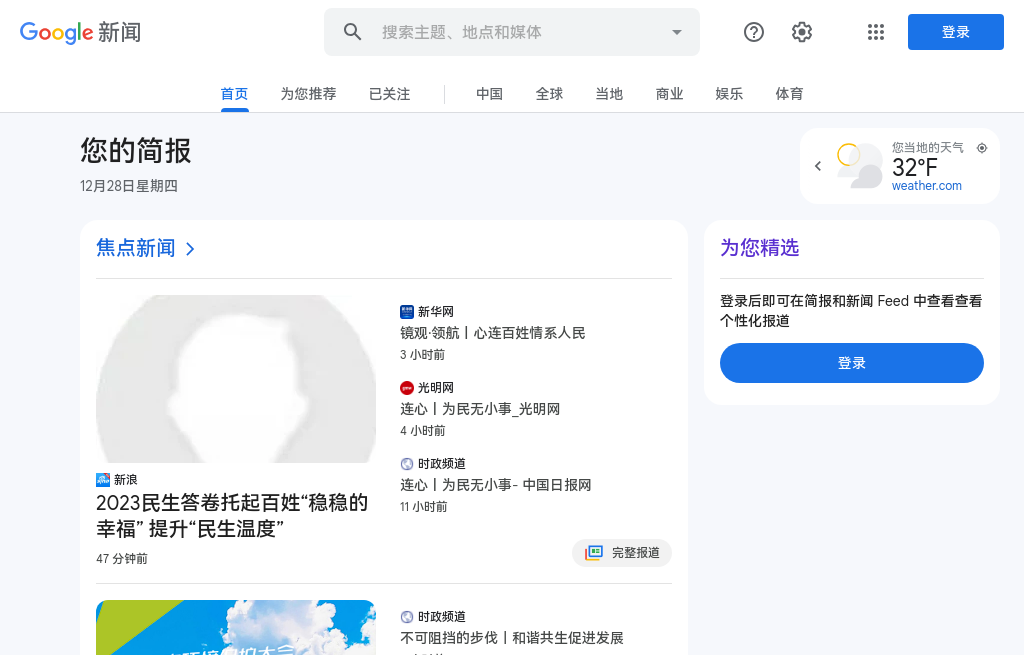 Google 新闻
搜索主题、地点和媒体
登录
首页
为您推荐
已关注
中国
全球
当地
商业
娱乐
体育
您的简报
12月28日星期四
您当地的天气
32°F
weather.com
焦点新闻
新浪
2023民生答卷托起百姓“稳稳的
幸福” 提升“民生温度”
47 分钟前
新华网
镜观·领航丨心连百姓情系人民
3 小时前
光明网
连心丨为民无小事_光明网
4 小时前
时政频道
连心丨为民无小事- 中国日报网
11 小时前
完整报道
时政频道
不可阻挡的步伐丨和谐共生促进发展
为您精选
登录后即可在简报和新闻 Feed 中查看查看
个性化报道
登录